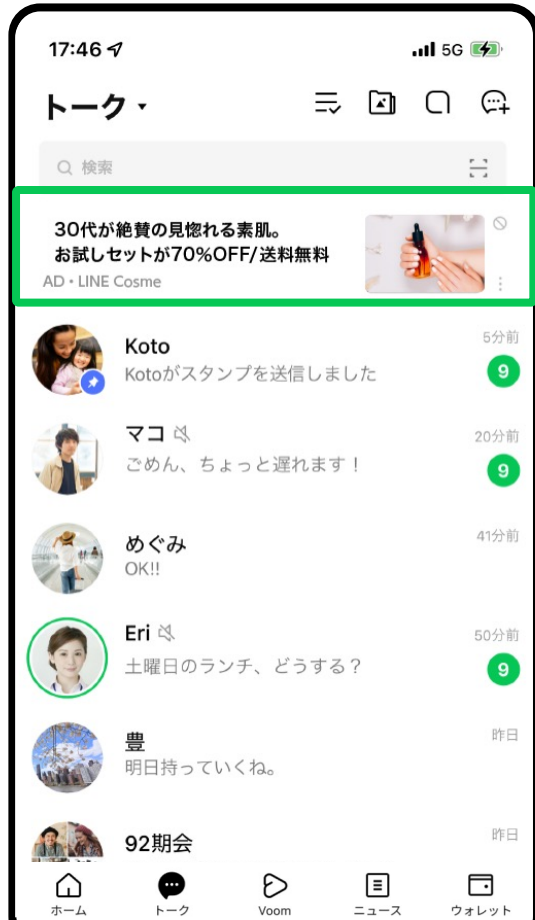 17:46
5G
トーク
検索
30代が絶賛の見惚れる素肌。
お試しセットが70%OFF/送料無料
AD・LINE Cosme
Koto
5分前
Kotoがスタンプを送信しました
9
マコ
20分前
ごめん、ちょっと遅れます！
9
めぐみ
41分前
OK!!
Eri
50分前
土曜日のランチ、どうする？
9
豊
昨日
明日持っていくね。
92期会
昨日
ホーム
トーク
Voom
ニュース
ウォレット